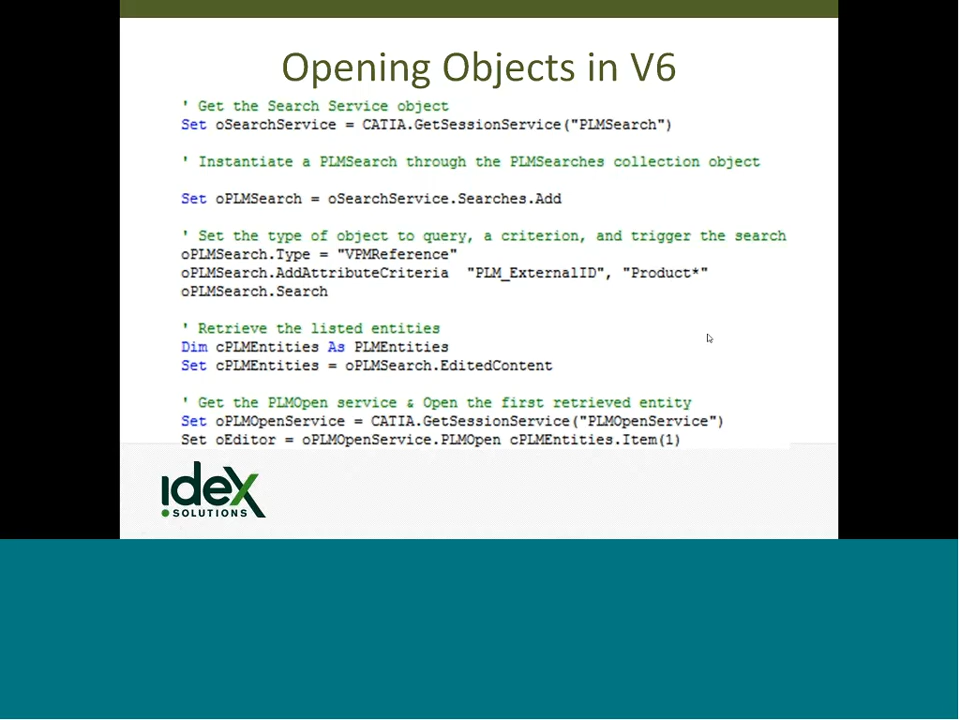 Opening Objects in V6
' Get the Search Service object
Set oSearchService = CATIA.GetSessionService("PLMSearch")
' Instantiate a PLMSearch through the PLMSearches collection object
Set oPLMSearch = oSearchService.Searches.Add
' Set the type of object to query, a criterion, and trigger the search
oPLMSearch.Type = "VPMReference"
oPLMSearch.AddAttributeCriteria  "PLM_ExternalID", "Product*"
oPLMSearch.Search
' Retrieve the listed entities
Dim cPLMEntities As PLMEntities
Set cPLMEntities = oPLMSearch.EditedContent
' Get the PLMOpen service & Open the first retrieved entity
Set oPLMOpenService = CATIA.GetSessionService("PLMOpenService")
Set oEditor = oPLMOpenService.PLMOpen cPLMEntities.Item(1)
ideX
SOLUTIONS